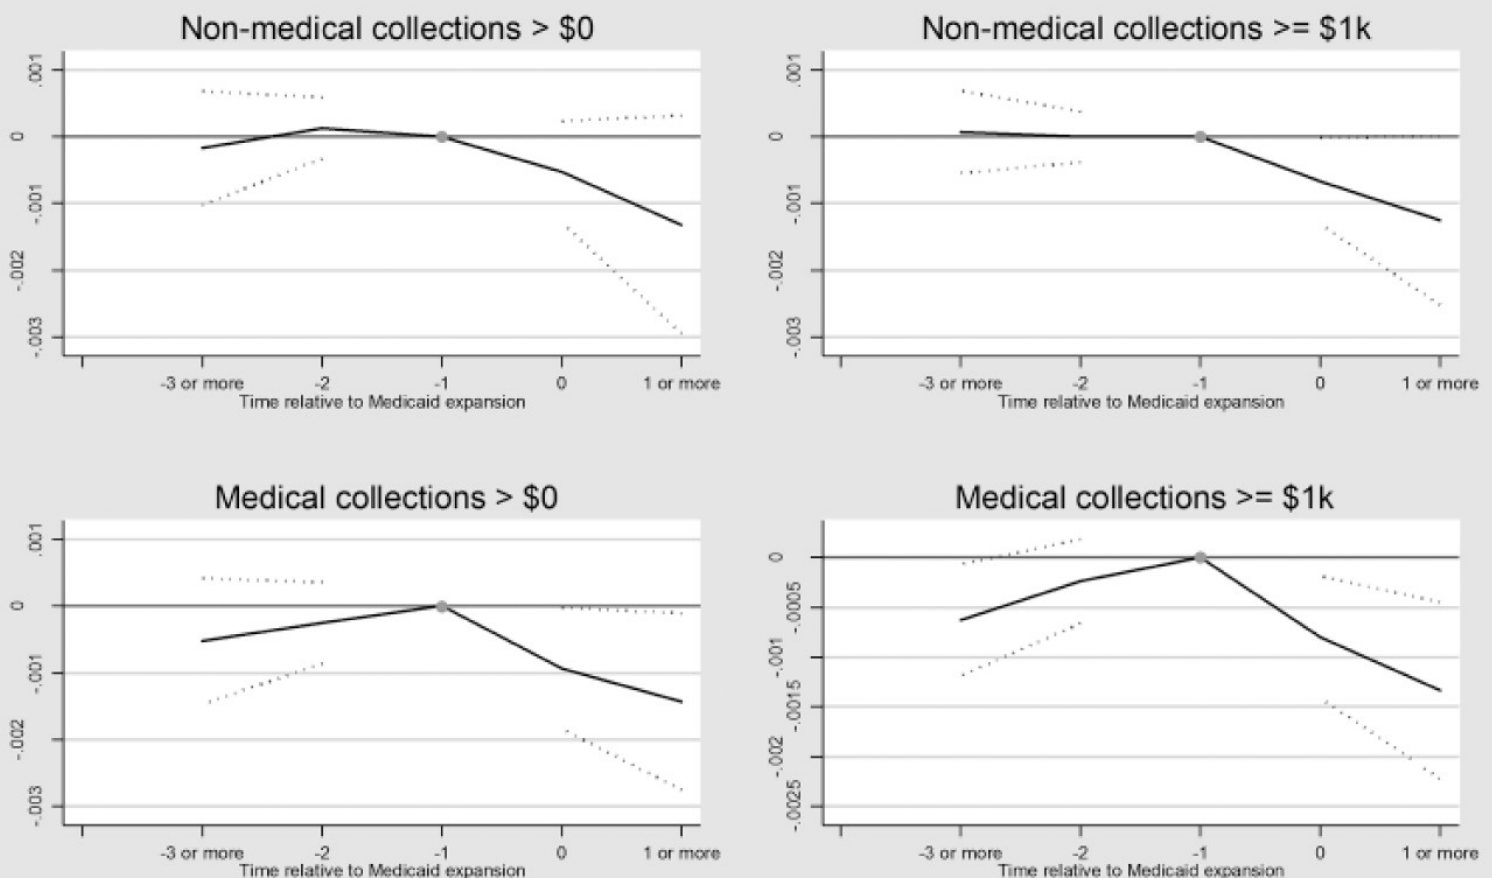 Non-medical collections > $0
.001
0
-.001
-.002
-.003
-3 or more -2 -1 0 1 or more
Time relative to Medicaid expansion
Non-medical collections >= $1k
.001
0
-.001
-.002
-.003
-3 or more -2 -1 0 1 or more
Time relative to Medicaid expansion
Medical collections > $0
.001
0
-.001
-.002
-.003
-3 or more -2 -1 0 1 or more
Time relative to Medicaid expansion
Medical collections >= $1k
0
-.0005
-.001
-.0015
-.002
-.0025
-3 or more -2 -1 0 1 or more
Time relative to Medicaid expansion